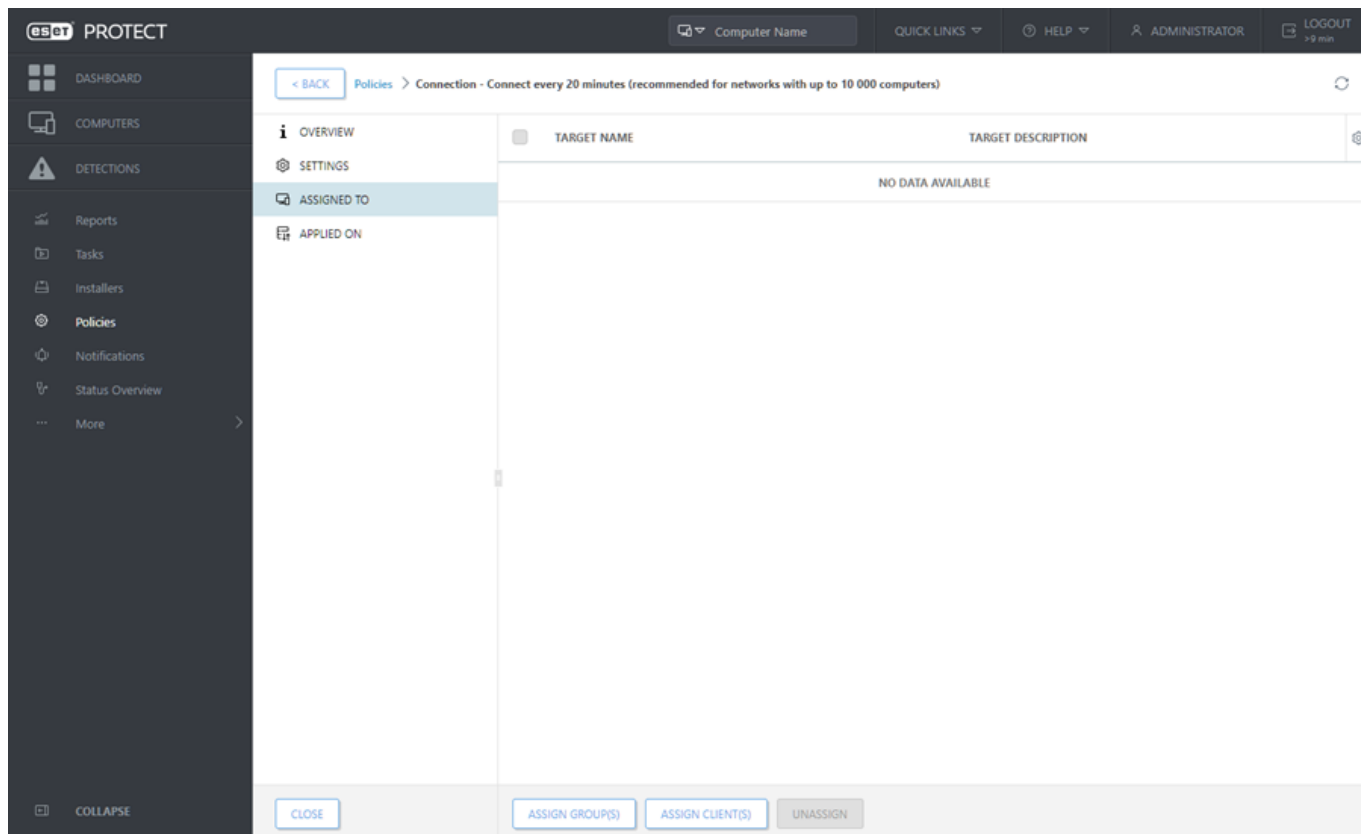 eset PROTECT
Computer Name
QUICK LINKS
HELP
ADMINISTRATOR
LOGOUT
>9 min
DASHBOARD
COMPUTERS
DETECTIONS
Reports
Tasks
Installers
Policies
Notifications
Status Overview
More
COLLAPSE
< BACK
Policies > Connection - Connect every 20 minutes (recommended for networks with up to 10 000 computers)
OVERVIEW
SETTINGS
ASSIGNED TO
APPLIED ON
TARGET NAME
TARGET DESCRIPTION
NO DATA AVAILABLE
CLOSE
ASSIGN GROUP(S)
ASSIGN CLIENT(S)
UNASSIGN